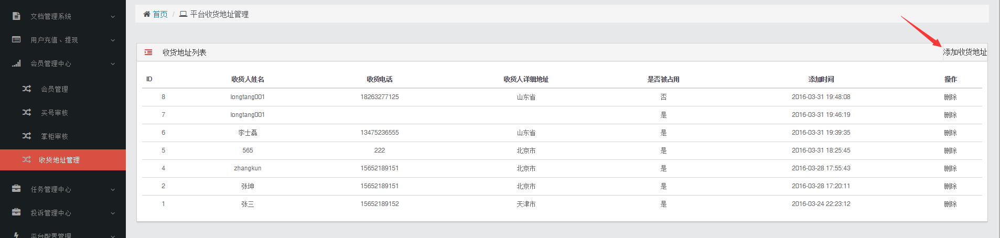 文档管理系统
用户充值、提现
会员管理中心
会员管理
买号审核
掌柜审核
收货地址管理
任务管理中心
投诉管理中心
平台配置管理
首页 / 平台收货地址管理
收货地址列表 添加收货地址
ID 收货人姓名 收货电话 收货人详细地址 是否被占用 添加时间 操作
8 longtang001 18263277125 山东省 否 2016-03-31 19:48:08 删除
7 longtang001 是 2016-03-31 19:46:19 删除
6 李士磊 13475236555 山东省 是 2016-03-31 19:39:35 删除
5 565 222 北京市 是 2016-03-31 18:25:45 删除
4 zhangkun 15652189151 北京市 是 2016-03-28 17:55:43 删除
2 张坤 15652189151 北京市 是 2016-03-28 17:20:11 删除
1 张三 15652189152 天津市 是 2016-03-24 22:23:12 删除